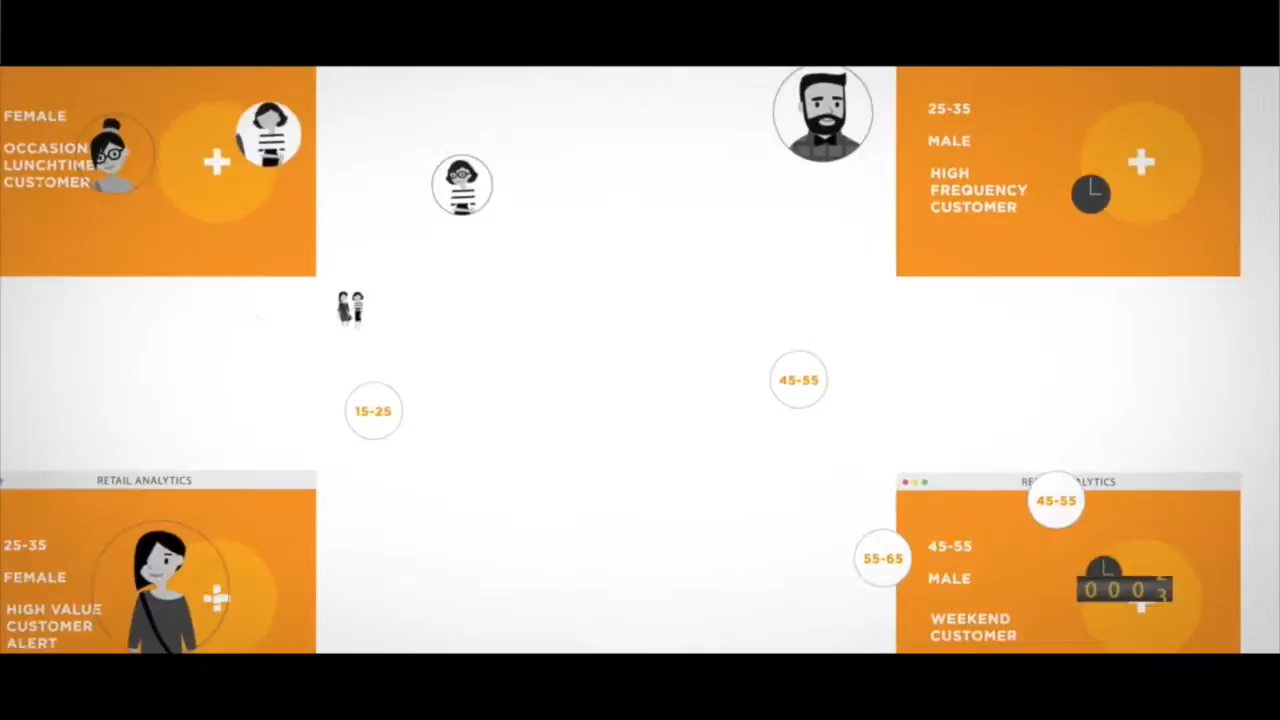 FEMALE
OCCASION
LUNCHTIME
CUSTOMER
25-35
MALE
HIGH
FREQUENCY
CUSTOMER
15-25
45-55
RETAIL ANALYTICS
25-35
FEMALE
HIGH VALUE
CUSTOMER
ALERT
45-55
55-65
45-55
MALE
WEEKEND
CUSTOMER
000